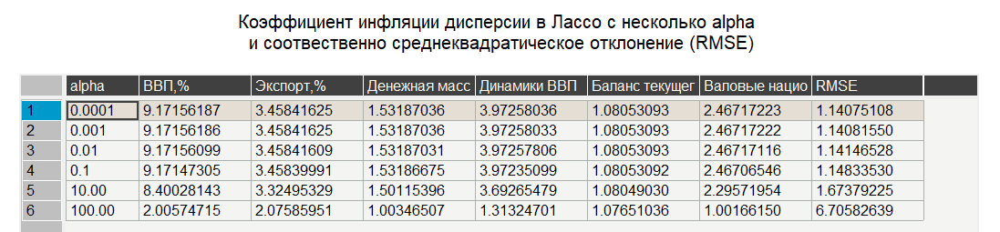 Коэффициент инфляции дисперсии в Лассо с несколько alpha
и соотвественно среднеквадратическое отклонение (RMSE)
alpha ВВП,% Экспорт,% Денежная масс Динамики ВВП Баланс текущег Валовые нацио RMSE
1 0.0001 9.17156187 3.45841625 1.53187036 3.97258036 1.08053093 2.46717223 1.14075108
2 0.001 9.17156186 3.45841625 1.53187036 3.97258033 1.08053093 2.46717222 1.14081550
3 0.01 9.17156099 3.45841609 1.53187031 3.97257806 1.08053093 2.46717116 1.14146528
4 0.1 9.17147305 3.45839991 1.53186675 3.97235099 1.08053092 2.46706546 1.14833530
5 10.00 8.40028143 3.32495329 1.50115396 3.69265479 1.08049030 2.29571954 1.67379225
6 100.00 2.00574715 2.07585951 1.00346507 1.31324701 1.07651036 1.00166150 6.70582639